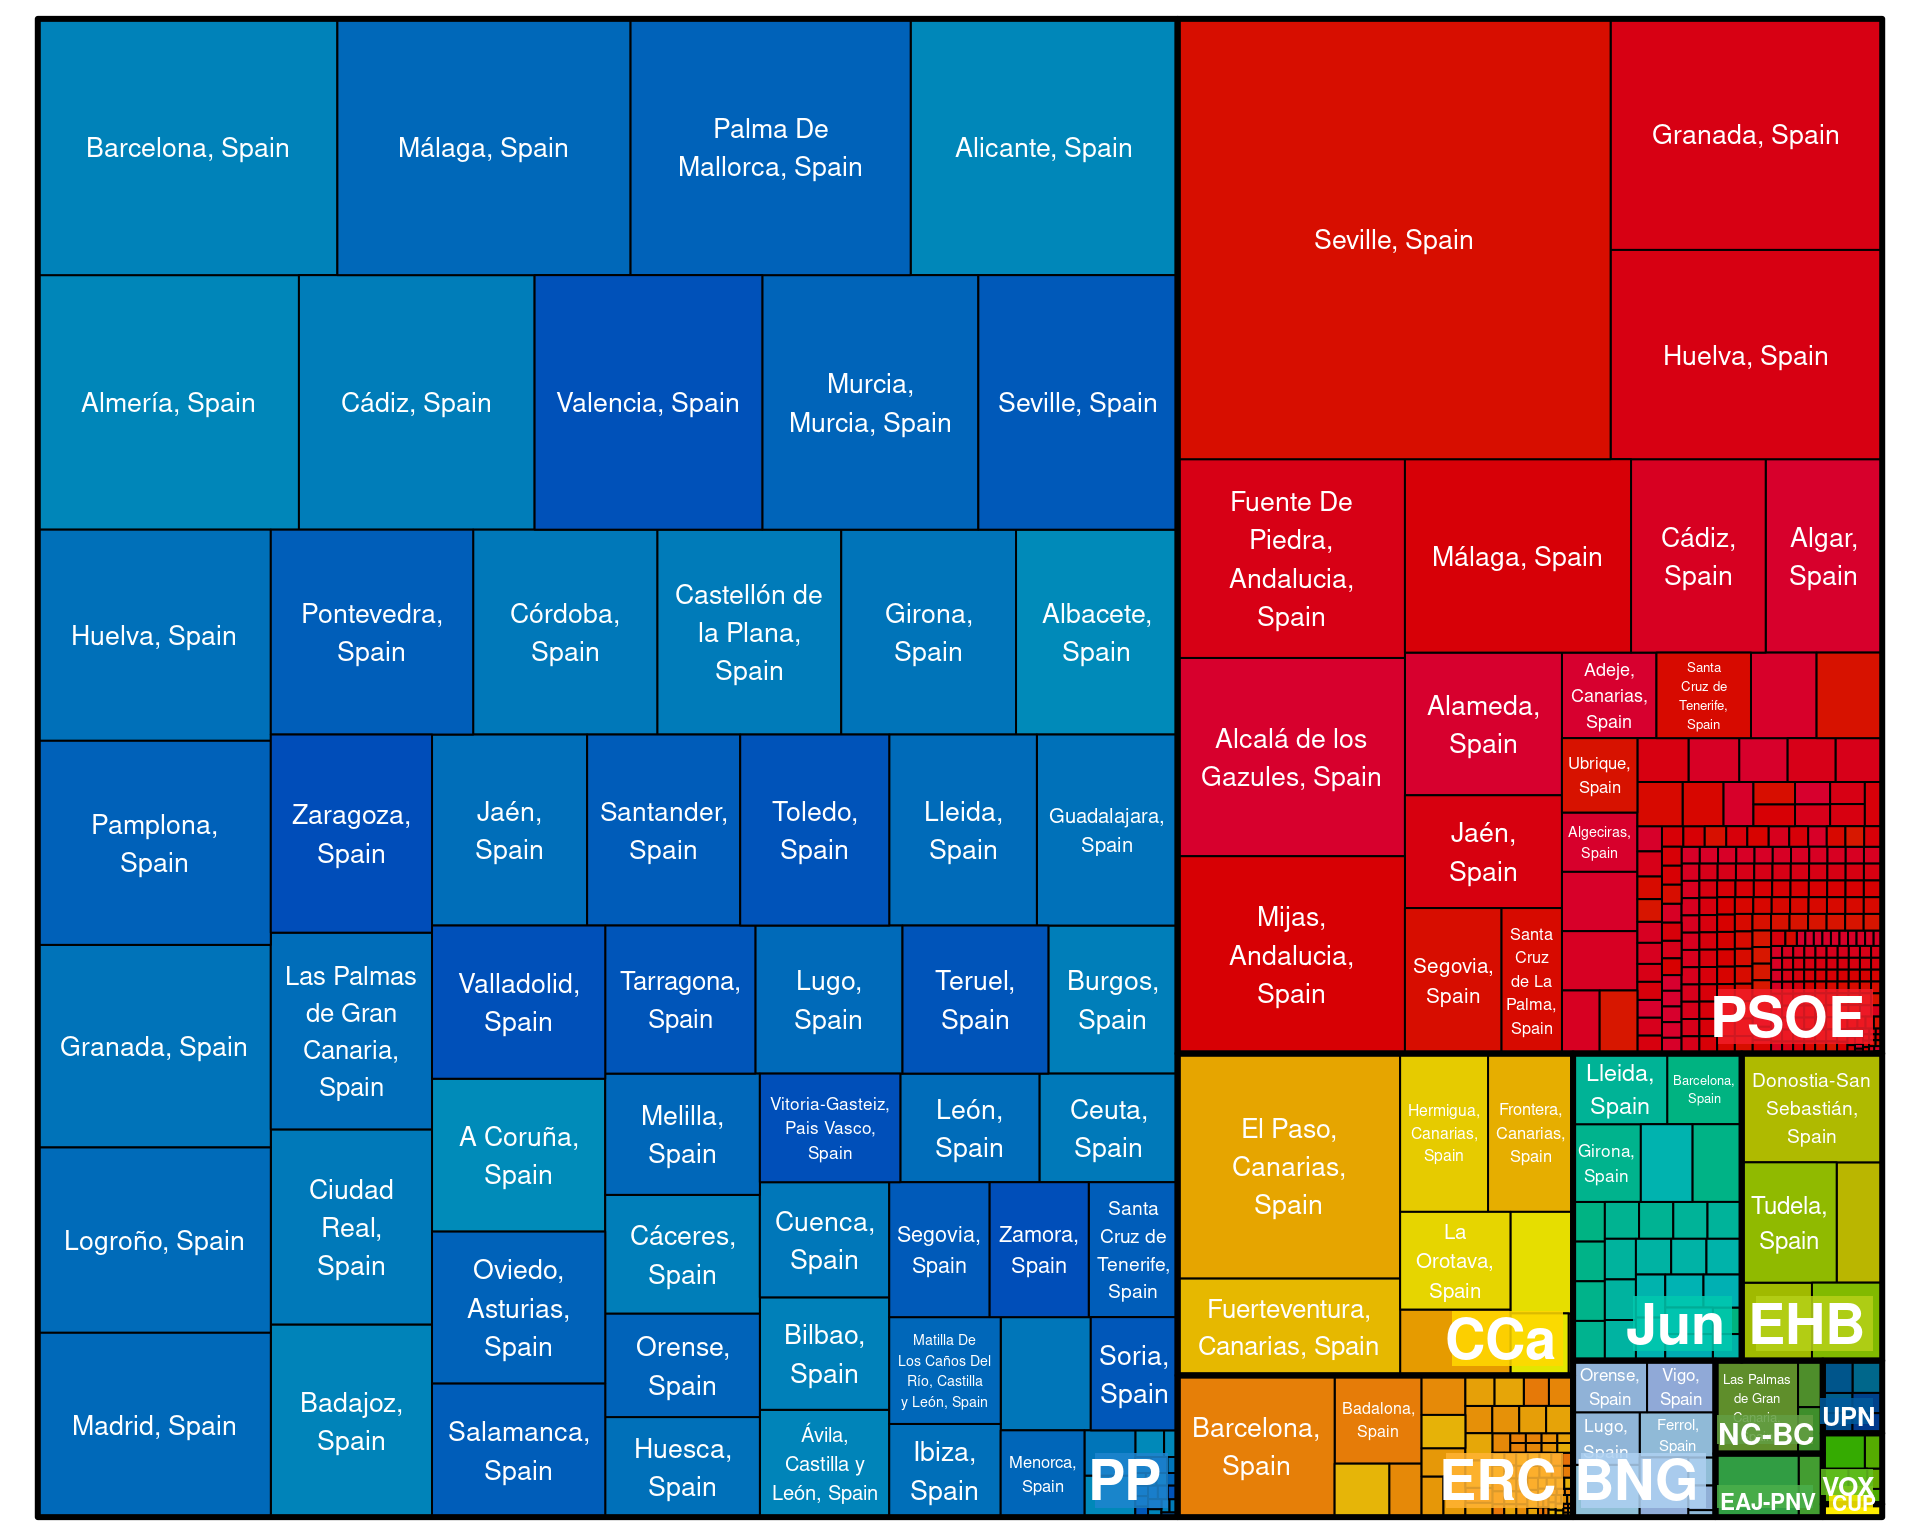 Barcelona, Spain
Málaga, Spain
Palma De
Mallorca, Spain
Alicante, Spain
Almería, Spain
Cádiz, Spain
Valencia, Spain
Murcia,
Murcia, Spain
Seville, Spain
Huelva, Spain
Pontevedra,
Spain
Córdoba,
Spain
Castellón de
la Plana,
Spain
Girona,
Spain
Albacete,
Spain
Pamplona,
Spain
Zaragoza,
Spain
Jaén,
Spain
Santander,
Spain
Toledo,
Spain
Lleida,
Spain
Guadalajara,
Spain
Granada, Spain
Las Palmas
de Gran
Canaria,
Spain
Valladolid,
Spain
Tarragona,
Spain
Lugo,
Spain
Teruel,
Spain
Burgos,
Spain
A Coruña,
Spain
Melilla,
Spain
Vitoria-Gasteiz,
Pais Vasco,
Spain
León,
Spain
Ceuta,
Spain
Logroño, Spain
Ciudad
Real,
Spain
Oviedo,
Asturias,
Spain
Cáceres,
Spain
Cuenca,
Spain
Segovia,
Spain
Zamora,
Spain
Santa
Cruz de
Tenerife,
Spain
Madrid, Spain
Badajoz,
Spain
Salamanca,
Spain
Orense,
Spain
Huesca,
Spain
Bilbao,
Spain
Ávila,
Castilla y
León, Spain
Matilla De
Los Caños Del
Río, Castilla
y León, Spain
Soria,
Spain
Ibiza,
Spain
Menorca,
Spain
PP
Seville, Spain
Granada, Spain
Huelva, Spain
Fuente De
Piedra,
Andalucia,
Spain
Málaga, Spain
Cádiz,
Spain
Algar,
Spain
Alcalá de los
Gazules, Spain
Alameda,
Spain
Adeje,
Canarias,
Spain
Santa
Cruz de
Tenerife,
Spain
Ubrique,
Spain
Jaén,
Spain
Algeciras,
Spain
Mijas,
Andalucia,
Spain
Segovia,
Spain
Santa
Cruz
de La
Palma,
Spain
PSOE
El Paso,
Canarias,
Spain
Hermigua,
Canarias,
Spain
Frontera,
Canarias,
Spain
La
Orotava,
Spain
Fuerteventura,
Canarias, Spain
CCa
Lleida,
Spain
Barcelona,
Spain
Girona,
Spain
Jun
Donostia-San
Sebastián,
Spain
Tudela,
Spain
EHB
Barcelona,
Spain
Badalona,
Spain
ERC
Orense,
Spain
Vigo,
Spain
Lugo,
Spain
Ferrol,
Spain
BNG
Las Palmas
de Gran
Canaria,
NC-BC
UPN
EAJ-PNV
VOX
CUP